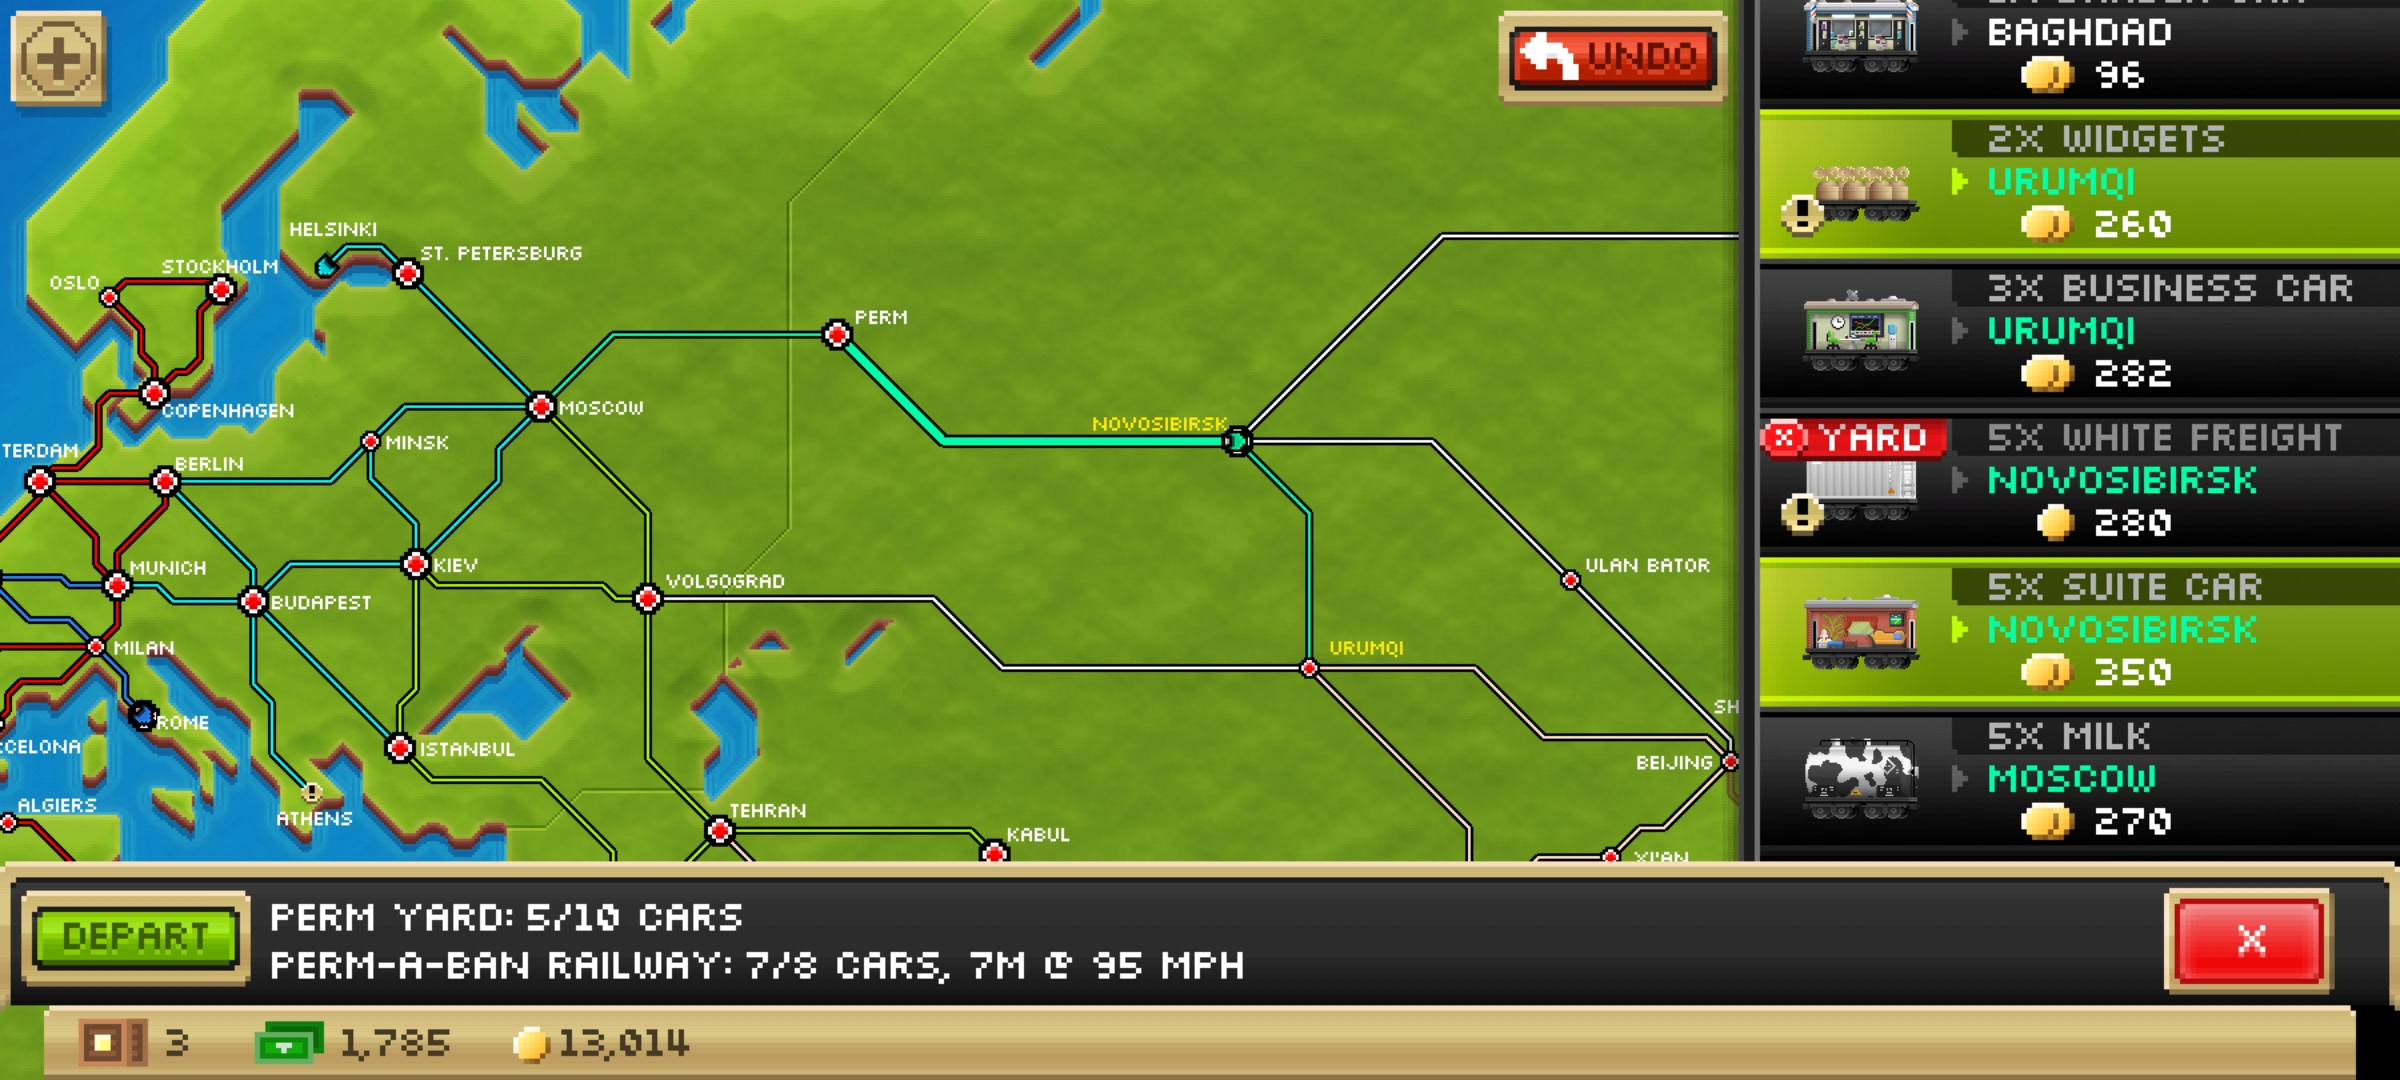 UNDO
HELSINKI
ST. PETERSBURG
STOCKHOLM
OSLO
PERM
COPENHAGEN
MOSCOW
NOVOSIBIRSK
MINSK
TERDAM
BERLIN
MUNICH
KIEV
ULAN BATOR
VOLGOGRAD
BUDAPEST
MILAN
URUMQI
ROME
SH
CELONA
ISTANBUL
BEIJING
ALGIERS
ATHENS
TEHRAN
KABUL
XI'AN
BAGHDAD
96
2X WIDGETS
URUMQI
260
3X BUSINESS CAR
URUMQI
282
X YARD 5X WHITE FREIGHT
NOVOSIBIRSK
280
5X SUITE CAR
NOVOSIBIRSK
350
5X MILK
MOSCOW
270
DEPART
PERM YARD: 5/10 CARS
PERM-A-BAN RAILWAY: 7/8 CARS, 7M @ 95 MPH
X
3 1,785 13,014